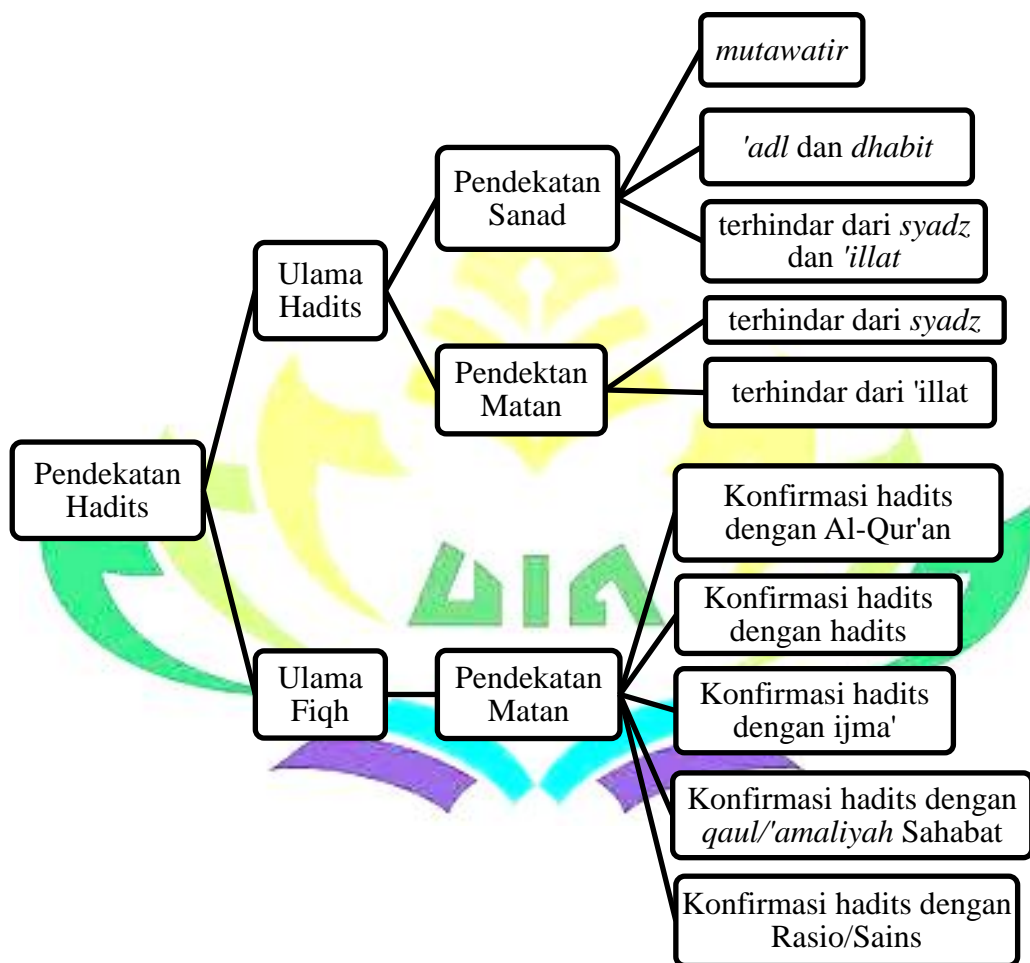 mutawatir
'adl dan dhabit
Pendekatan
Sanad
terhindar dari syadz
dan 'illat
Ulama
Hadits
terhindar dari syadz
Pendektan
Matan
terhindar dari 'illat
Pendekatan
Hadits
Konfirmasi hadits
dengan Al-Qur'an
UIN
Konfirmasi hadits
dengan hadits
Ulama
Fiqh
Pendekatan
Matan
Konfirmasi hadits
dengan ijma'
Konfirmasi hadits dengan
qaul/'amaliyah Sahabat
Konfirmasi hadits dengan
Rasio/Sains